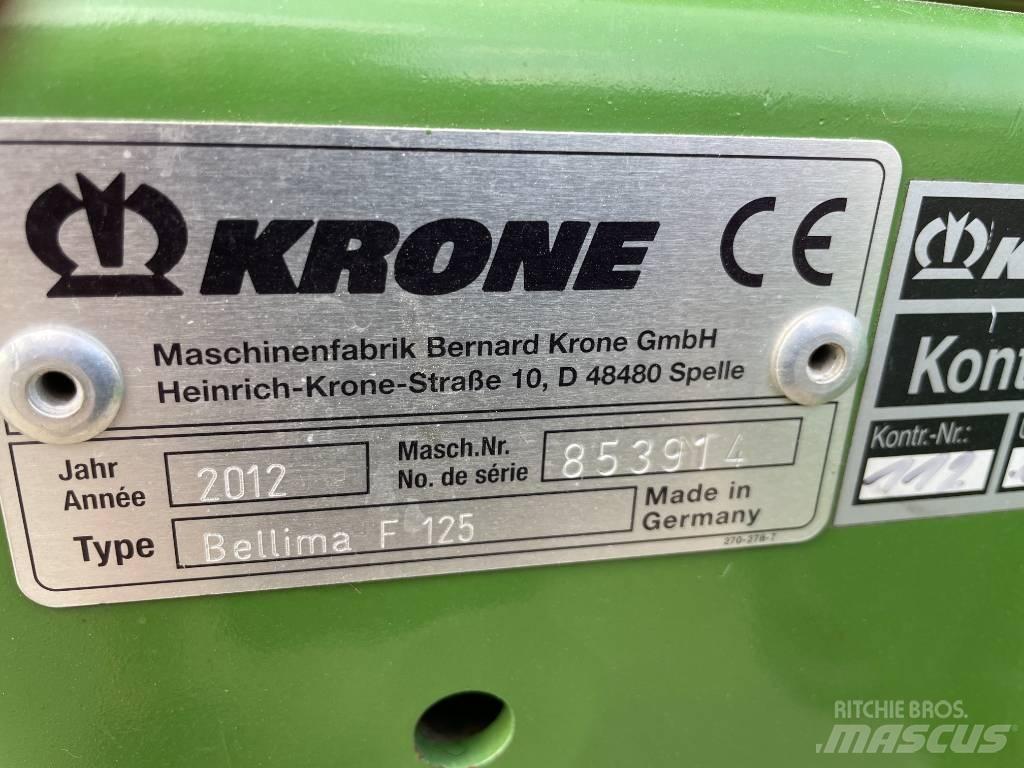 KRONE CE
Maschinenfabrik Bernard Krone GmbH
Heinrich-Krone-Straße 10, D 48480 Spelle
Jahr
Année
2012
Masch.Nr.
No. de série
853914
Type
Bellima F 125
Made in
Germany
270-278-7
Kontr.-Nr.:
112
RITCHIE BROS.
MASCUS